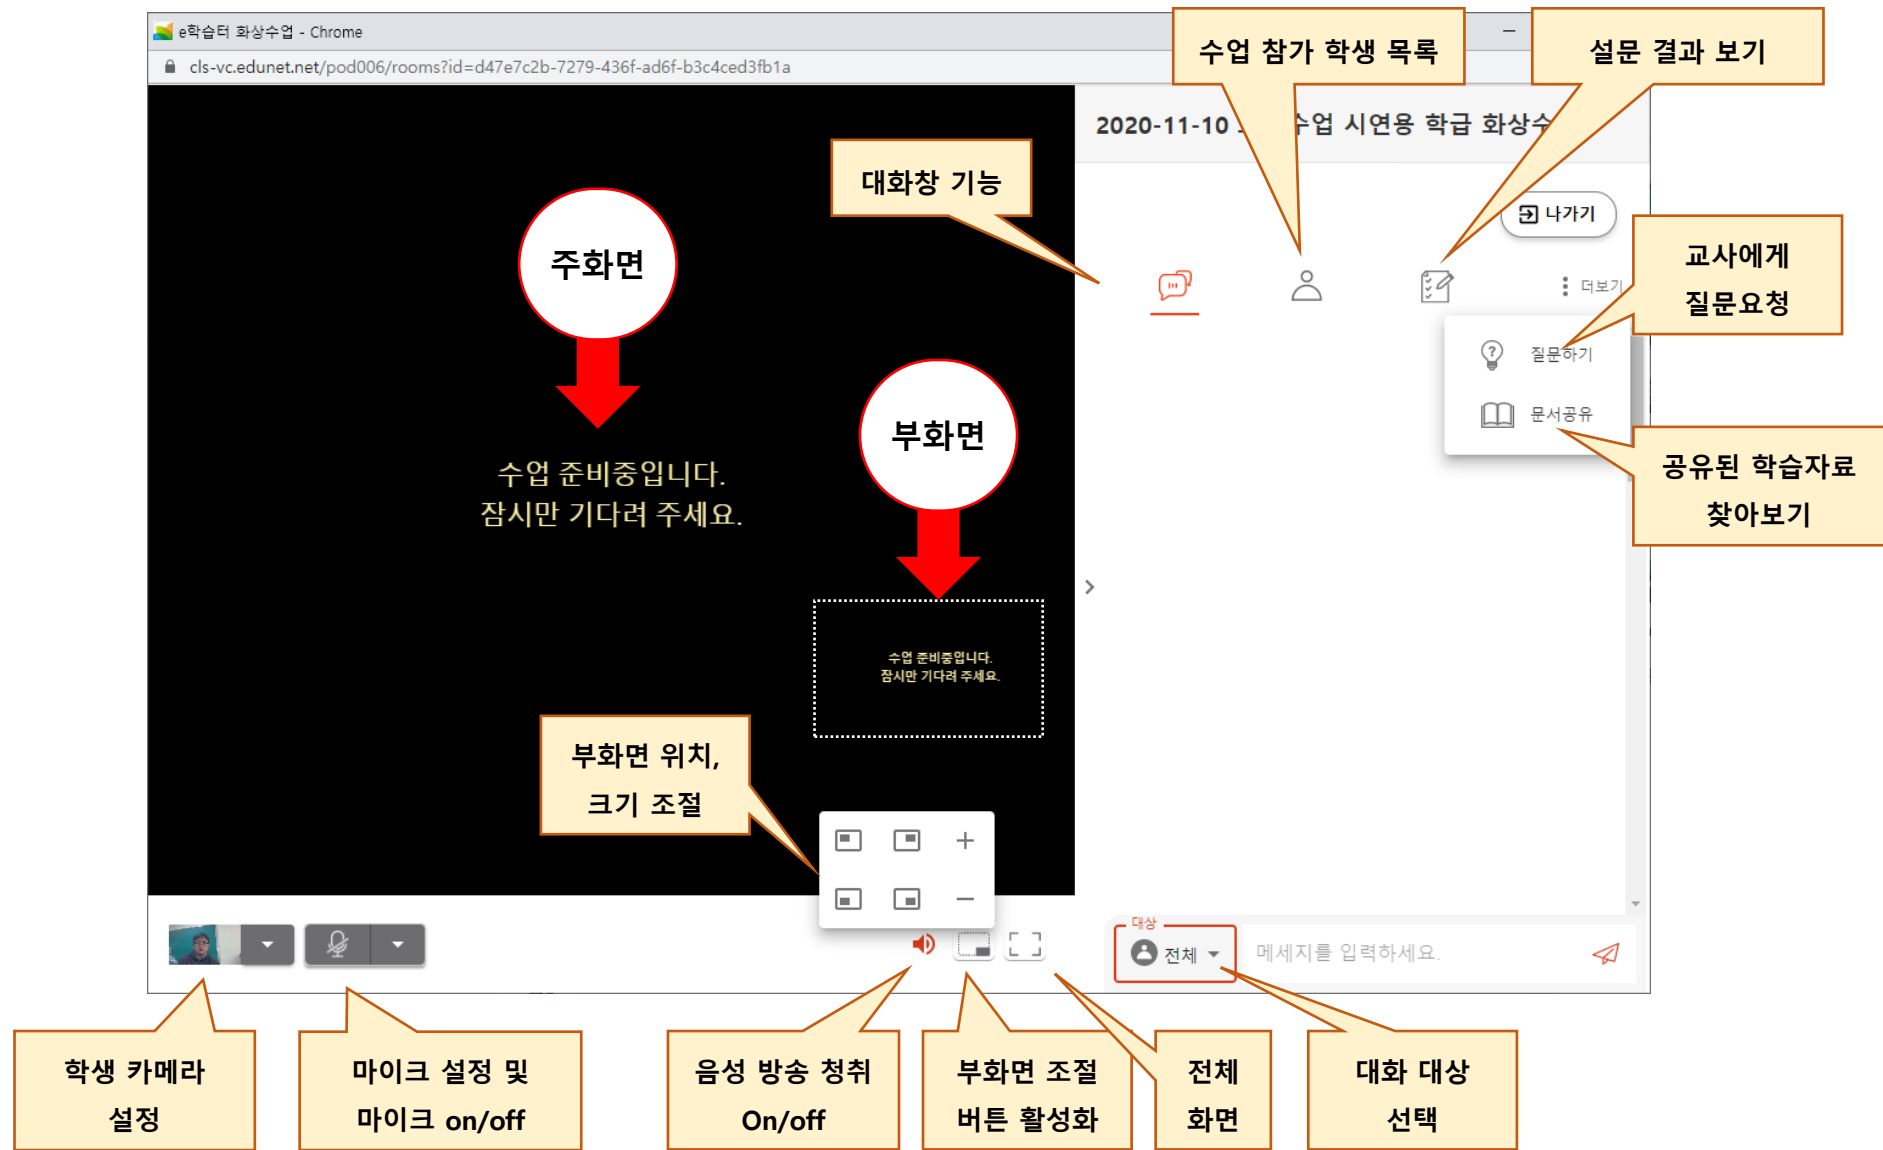 e학습터 화상수업 - Chrome
cls-vc.edunet.net/pod006/rooms?id=d47e7c2b-7279-436f-ad6f-b3c4ced3fb1a
수업 참가 학생 목록
설문 결과 보기
2020-11-10
수업 시연용 학급 화상수
대화창 기능
나가기
주화면
교사에게
질문요청
더보기
질문하기
문서공유
부화면
공유된 학습자료
찾아보기
수업 준비중입니다.
잠시만 기다려 주세요.
수업 준비중입니다.
잠시만 기다려 주세요.
부화면 위치,
크기 조절
대상
전체
메세지를 입력하세요.
학생 카메라
설정
마이크 설정 및
마이크 on/off
음성 방송 청취
On/off
부화면 조절
버튼 활성화
전체
화면
대화 대상
선택